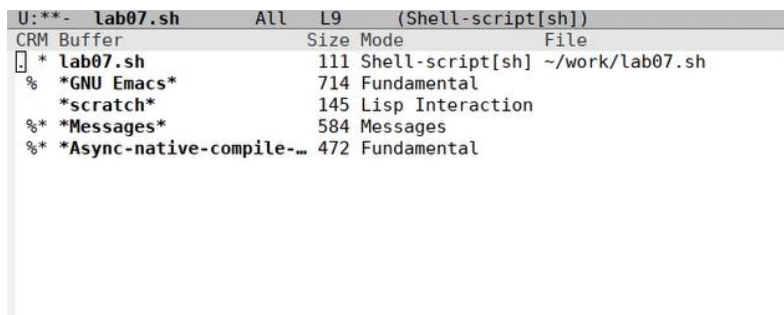 U:**-  lab07.sh       All   L9     (Shell-script[sh])
CRM Buffer                Size Mode             File
. * lab07.sh               111 Shell-script[sh] ~/work/lab07.sh
 %  *GNU Emacs*            714 Fundamental
    *scratch*              145 Lisp Interaction
 %* *Messages*             584 Messages
 %* *Async-native-compile-… 472 Fundamental